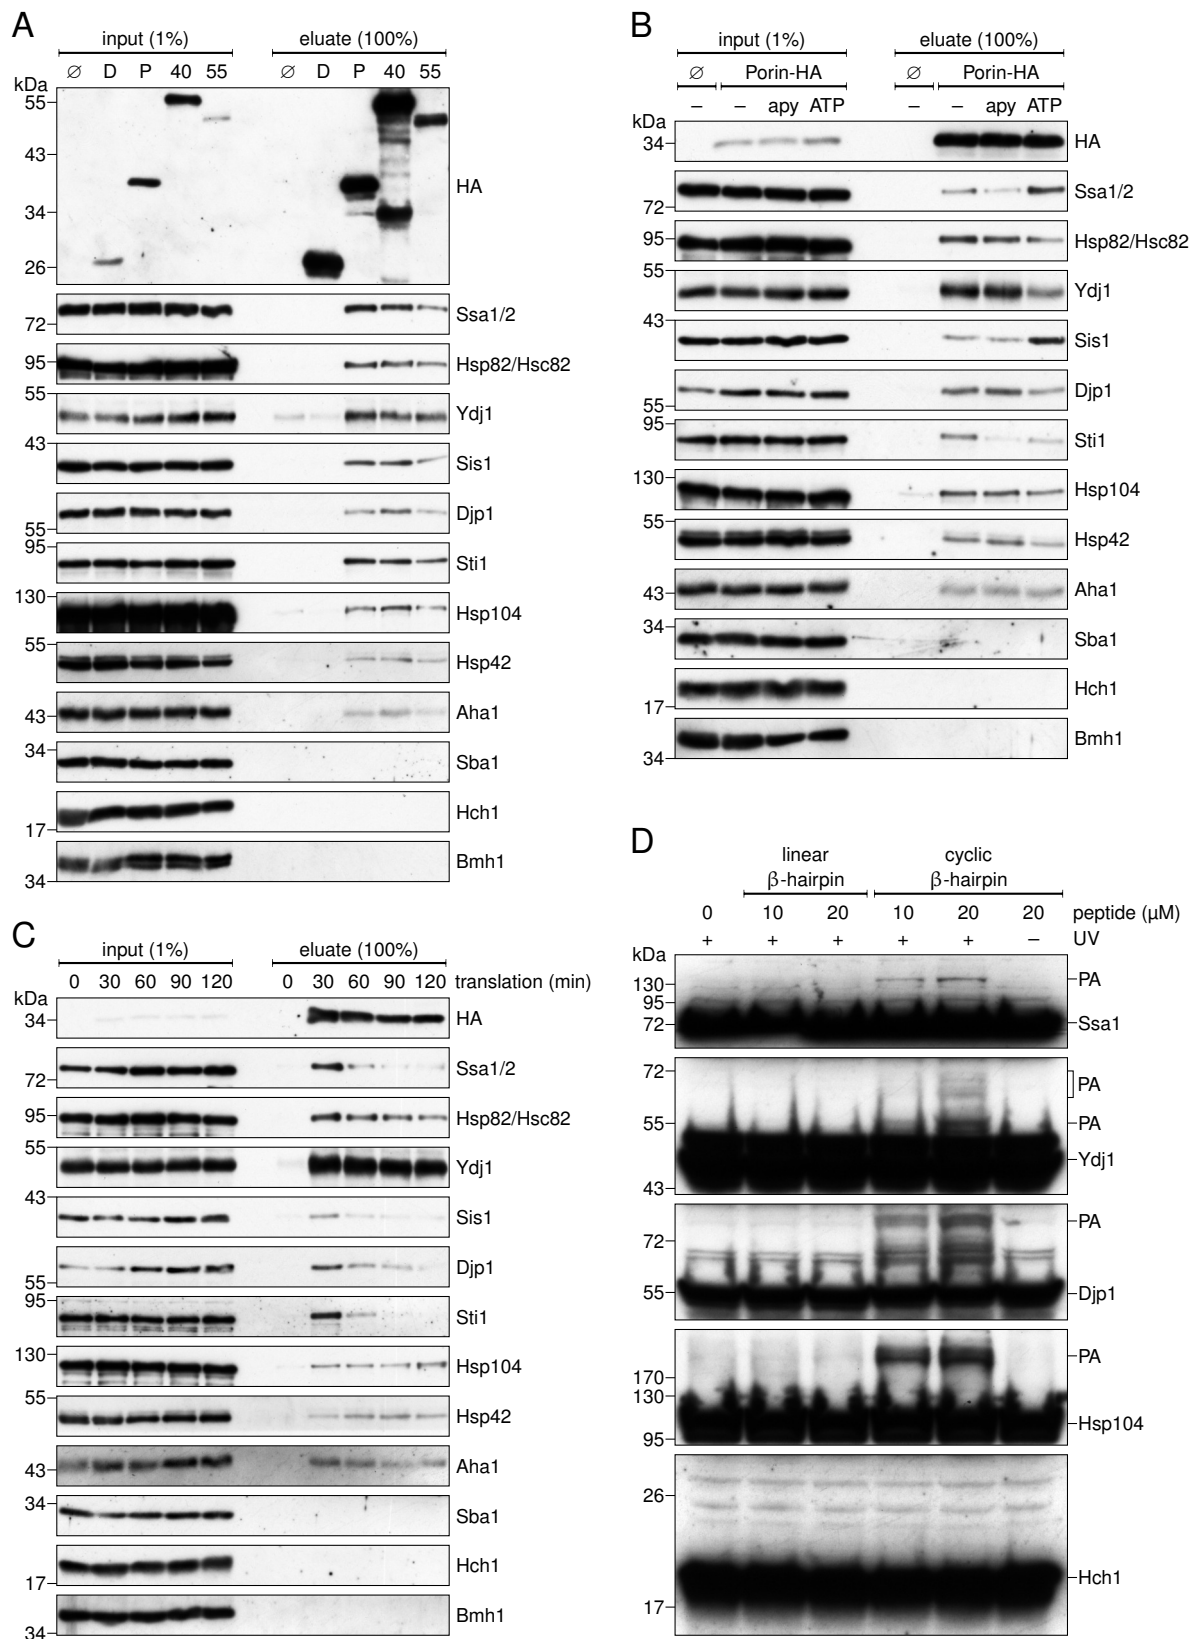 A
input (1%) eluate (100%)
∅ D P 40 55 ∅ D P 40 55
kDa
55
43
HA
34
26
Ssa1/2
72
95 Hsp82/Hsc82
55
Ydj1
43
Sis1
Djp1
55
95
Sti1
130
Hsp104
55
Hsp42
43 Aha1
34
Sba1
Hch1
17
Bmh1
34
B
input (1%) eluate (100%)
∅ Porin-HA ∅ Porin-HA
– – apy ATP – – apy ATP
kDa
34 HA
Ssa1/2
72
95 Hsp82/Hsc82
55
Ydj1
43
Sis1
Djp1
55
95
Sti1
130
Hsp104
55
Hsp42
43 Aha1
34
Sba1
Hch1
17
Bmh1
34
C
input (1%) eluate (100%)
0 30 60 90 120 0 30 60 90 120 translation (min)
kDa
34 HA
Ssa1/2
72
95 Hsp82/Hsc82
55
Ydj1
43
Sis1
Djp1
55
95
Sti1
130
Hsp104
55
Hsp42
43 Aha1
34
Sba1
Hch1
17
Bmh1
34
D
linear cyclic
β-hairpin β-hairpin
0 10 20 10 20 20 peptide (µM)
+ + + + + – UV
kDa
130 PA
95
72 Ssa1
72
PA
55 PA
Ydj1
43
PA
72
55 Djp1
PA
170
130
Hsp104
95
26
Hch1
17